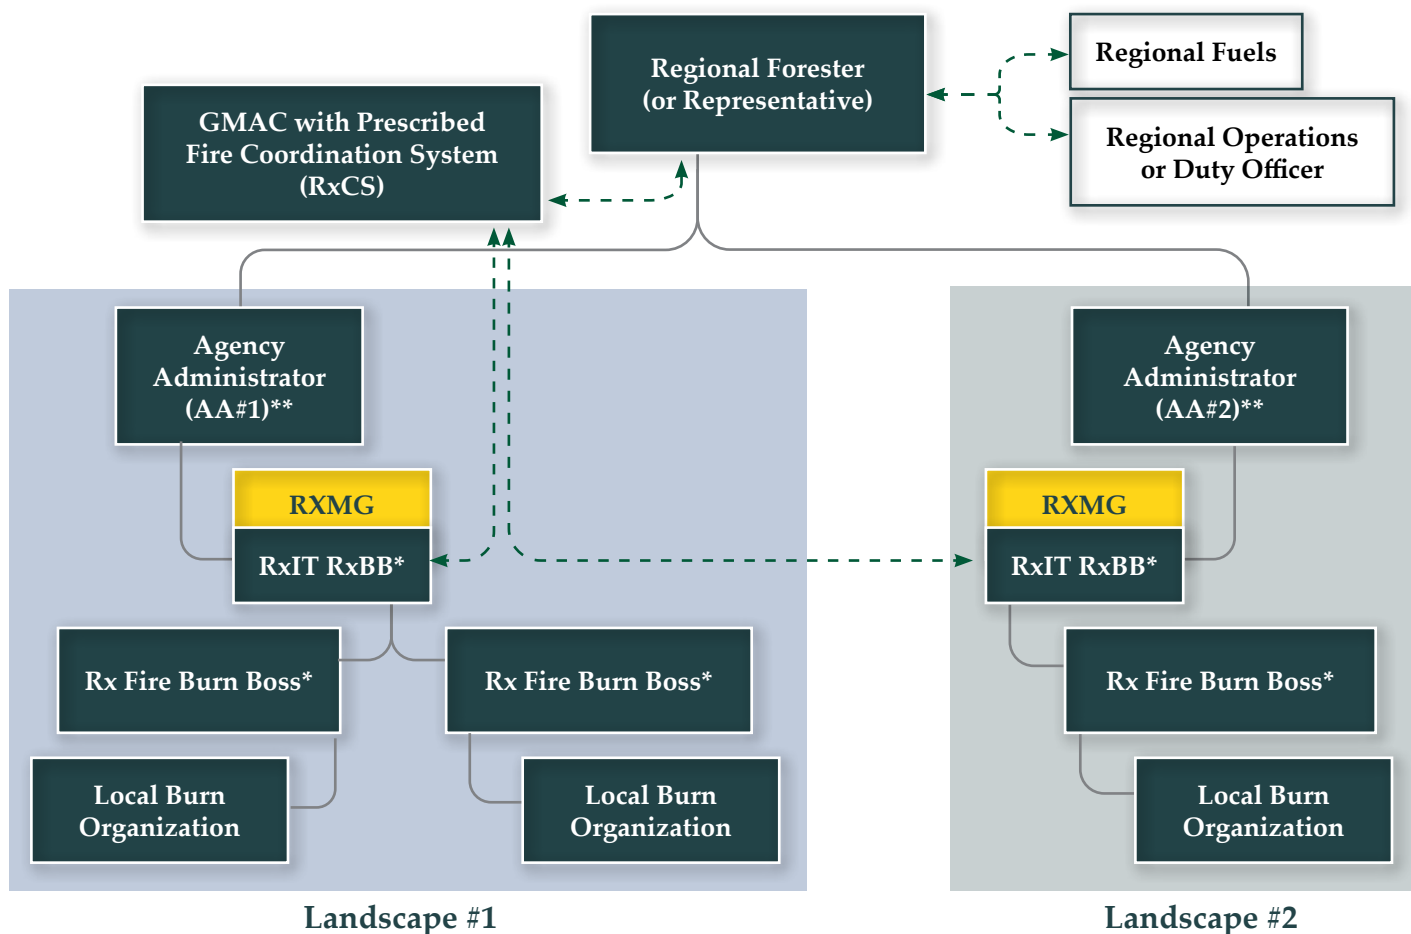 Regional Forester
(or Representative)
Regional Fuels
Regional Operations
or Duty Officer
GMAC with Prescribed
Fire Coordination System
(RxCS)
Agency
Administrator
(AA#1)**
RXMG
RxIT RxBB*
Rx Fire Burn Boss*
Rx Fire Burn Boss*
Local Burn
Organization
Local Burn
Organization
Landscape #1
Agency
Administrator
(AA#2)**
RXMG
RxIT RxBB*
Rx Fire Burn Boss*
Local Burn
Organization
Landscape #2